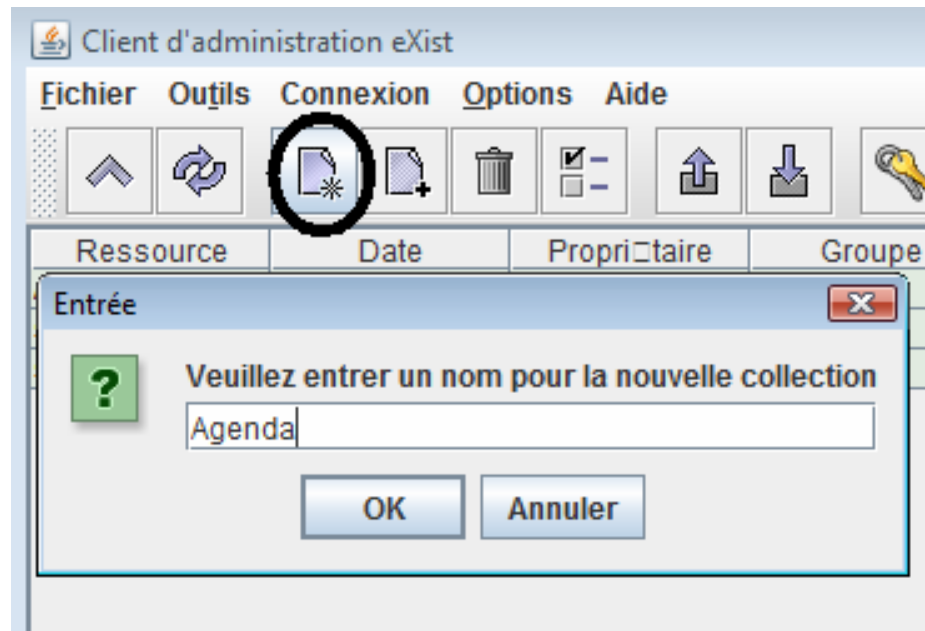 Client d'administration eXist
Fichier Outils Connexion Options Aide
Ressource Date Propri□taire Groupe
Entrée
Veuillez entrer un nom pour la nouvelle collection
Agenda
OK Annuler